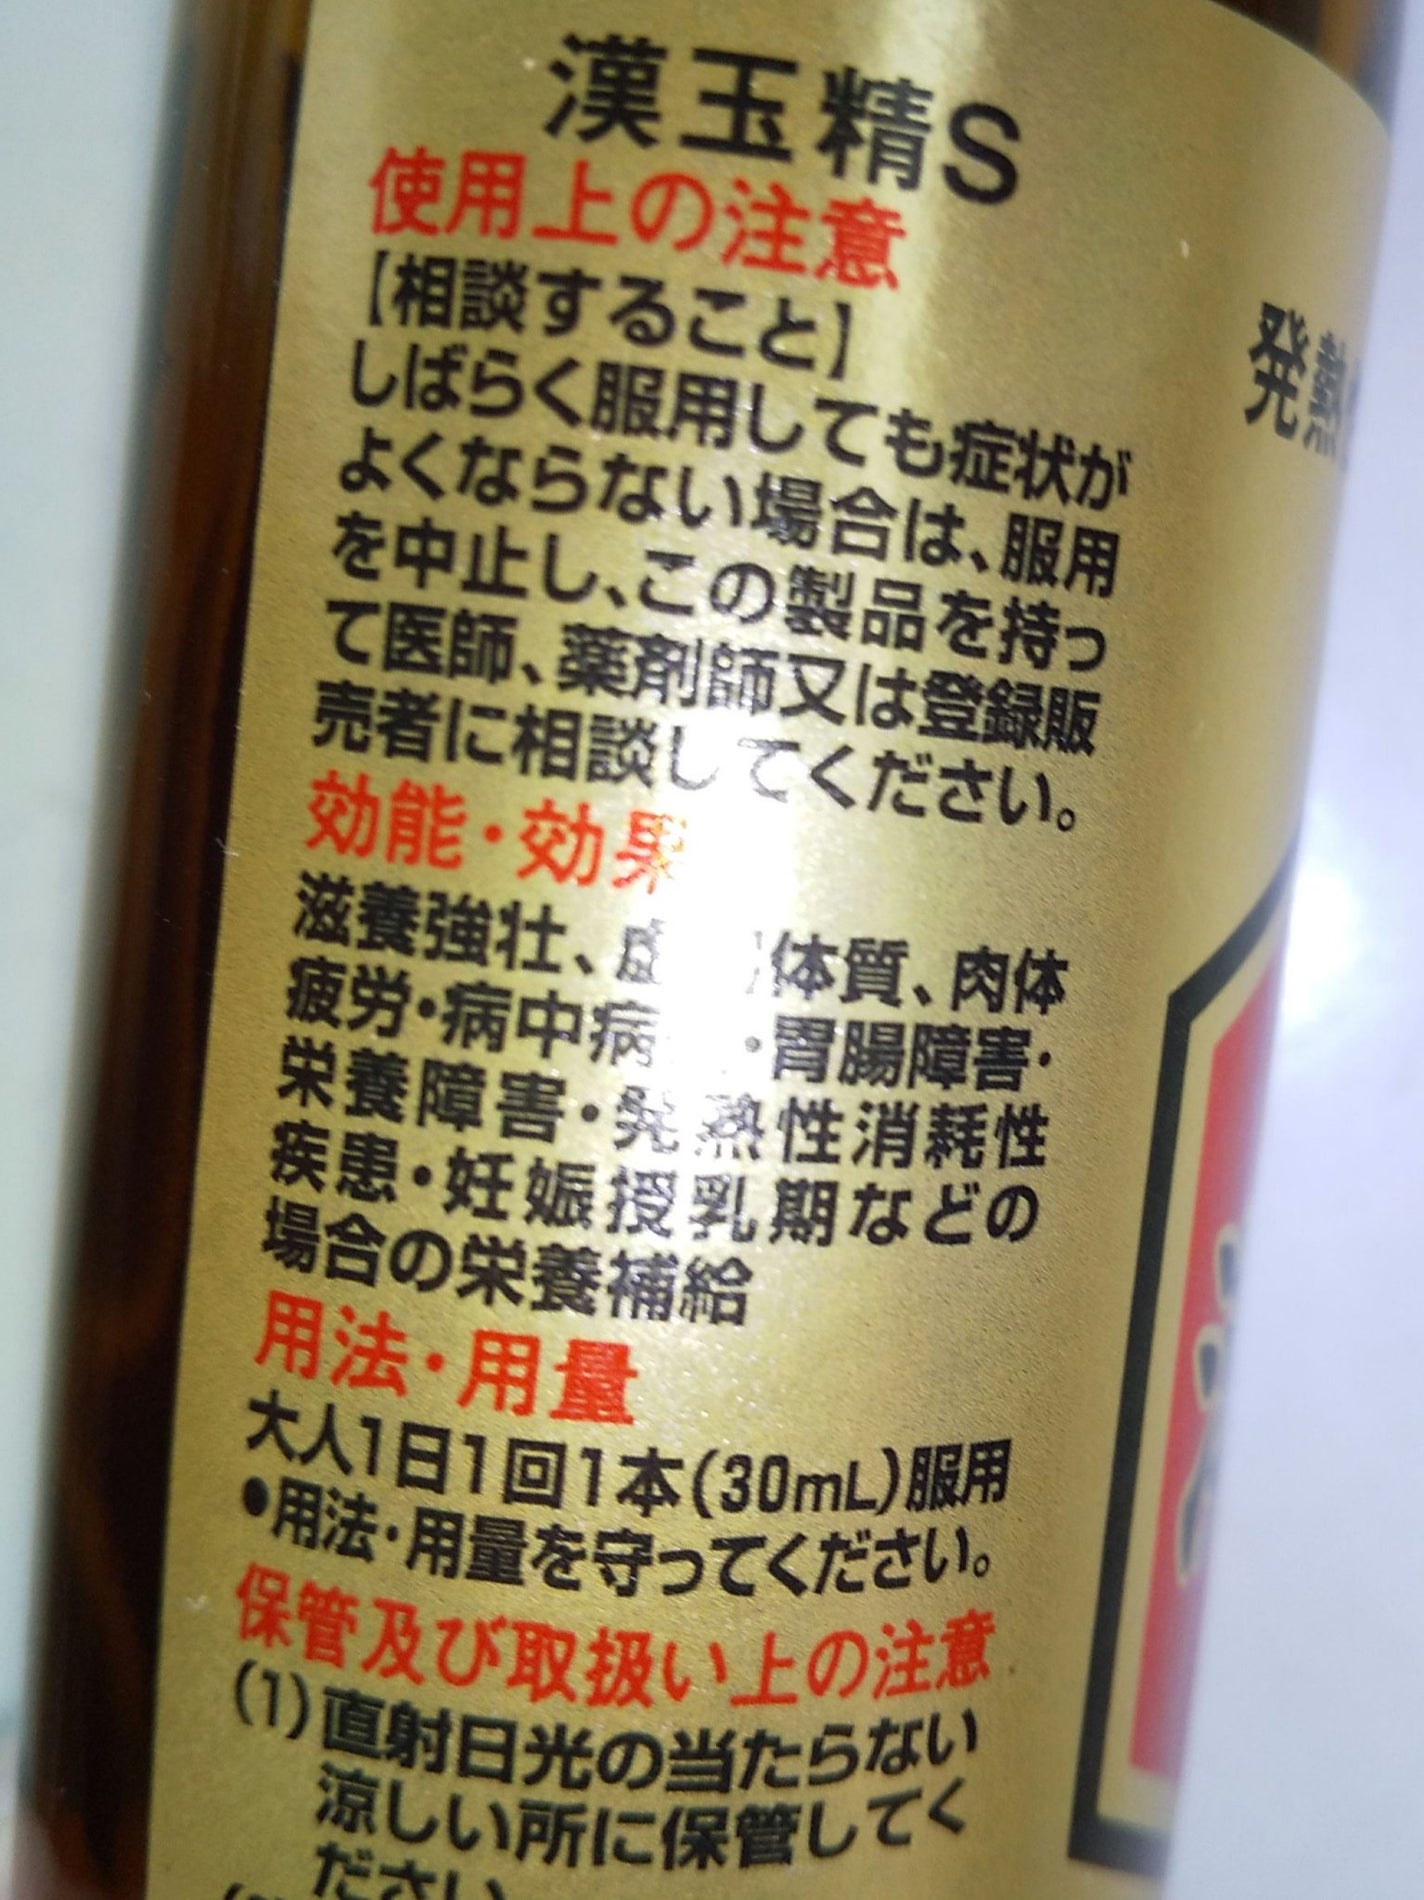 漢玉精S
使用上の注意
【相談すること】
しばらく服用しても症状が
よくならない場合は、服用
を中止し、この製品を持っ
て医師、薬剤師又は登録販
売者に相談してください。
効能・効果
滋養強壮、虚 体質、肉体
疲労・病中病 ・胃腸障害・
栄養障害・発熱性消耗性
疾患・妊娠授乳期などの
場合の栄養補給
用法・用量
大人1日1回1本(30mL)服用
●用法・用量を守ってください。
保管及び取扱い上の注意
(1)直射日光の当たらない
涼しい所に保管してく
ださい
発熱